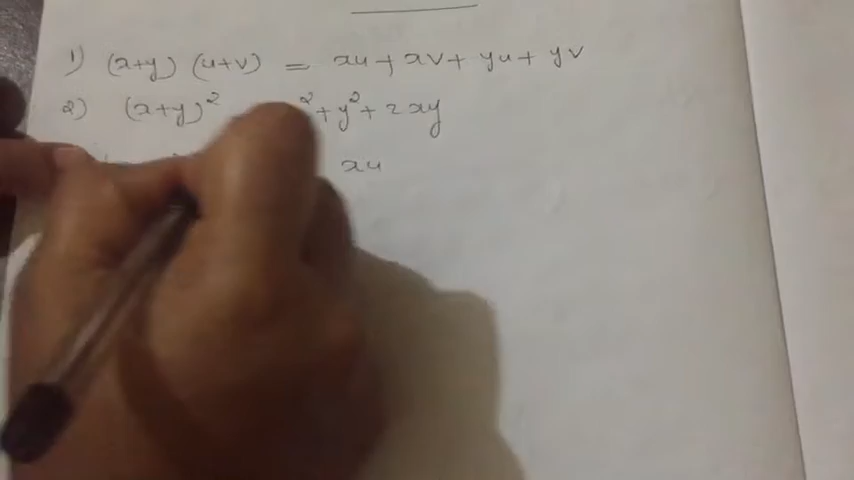 1) (x+y) (u+v) = xu + xv + yu + yv
2) (x+y)² ² + y² + 2xy
xu